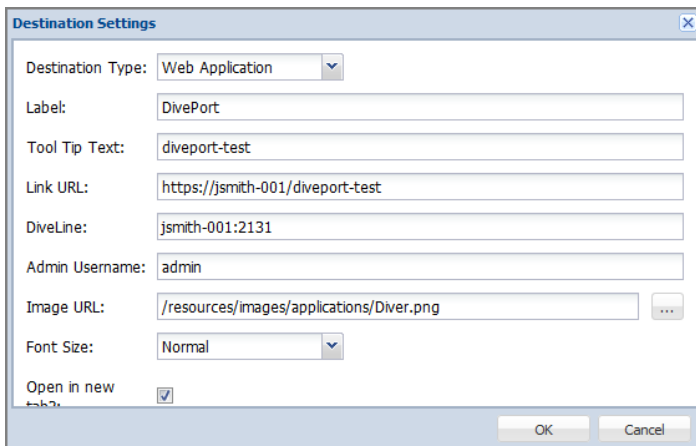 Destination Settings
Destination Type: Web Application
Label: DivePort
Tool Tip Text: diveport-test
Link URL: https://jsmith-001/diveport-test
DiveLine: jsmith-001:2131
Admin Username: admin
Image URL: /resources/images/applications/Diver.png ...
Font Size: Normal
Open in new
tab?:
OK Cancel